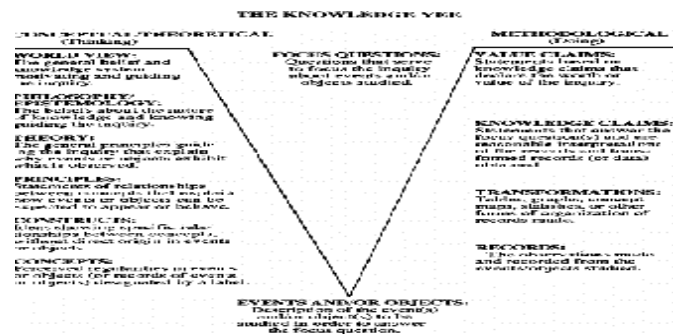 THE KNOWLEDGE VEE
CONCEPTUAL/THEORETICAL
(Thinking)
WORLD VIEW:
The general belief and
knowledge system
motivating and guiding
the inquiry.
PHILOSOPHY/
EPISTEMOLOGY:
The beliefs about the nature
of knowledge and knowing
guiding the inquiry.
THEORY:
The general principles guid-
ing the inquiry that explain
why events or objects exhibit
what is observed.
PRINCIPLES:
Statements of relationships
between concepts that explain
how events or objects can be
expected to appear or behave.
CONSTRUCTS:
Ideas showing specific rela-
tionships between concepts,
without direct origin in events
or objects
CONCEPTS:
Perceived regularities in events
or objects (or records of events
or objects) designated by a label.
FOCUS QUESTIONS:
Questions that serve
to focus the inquiry
about events and/or
objects studied.
METHODOLOGICAL
(Doing)
VALUE CLAIMS:
Statements based on
knowledge claims that
declare the worth or
value of the inquiry.
KNOWLEDGE CLAIMS:
Statements that answer the
focus question(s) and are
reasonable interpretations
of the records and trans-
formed records (or data)
obtained.
TRANSFORMATIONS:
Tables, graphs, concept
maps, statistics, or other
forms of organization of
records made.
RECORDS:
The observations made
and recorded from the
events/objects studied.
EVENTS AND/OR OBJECTS:
Description of the event(s)
and/or object(s) to be
studied in order to answer
the focus question.